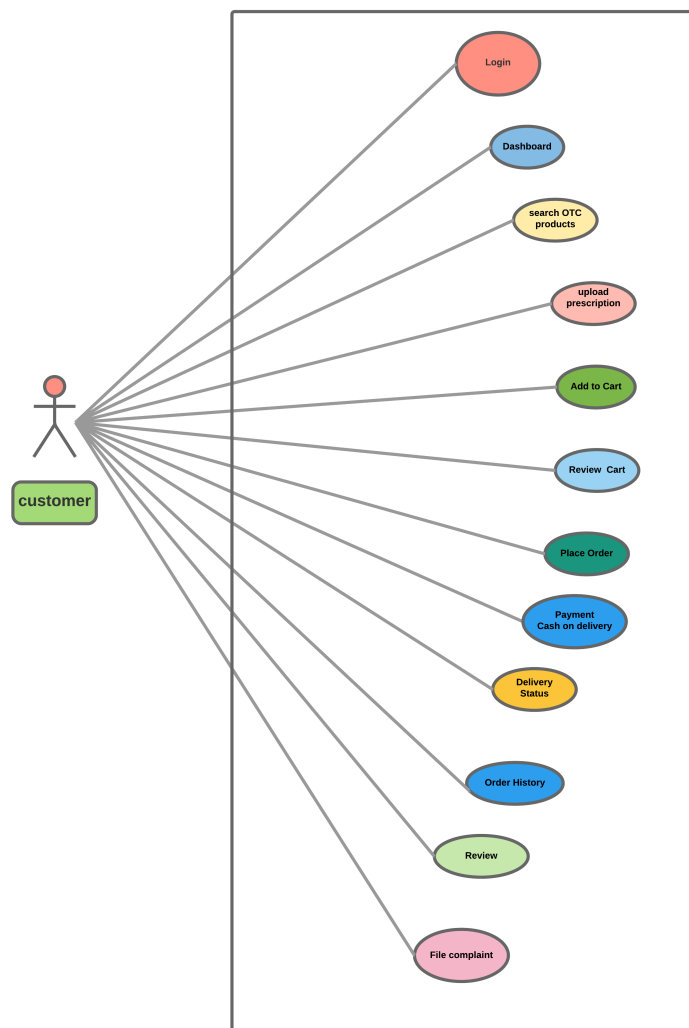 Login
Dashboard
search OTC
products
upload
prescription
Add to Cart
customer
Review  Cart
Place Order
Payment
Cash on delivery
Delivery
Status
Order History
Review
File complaint